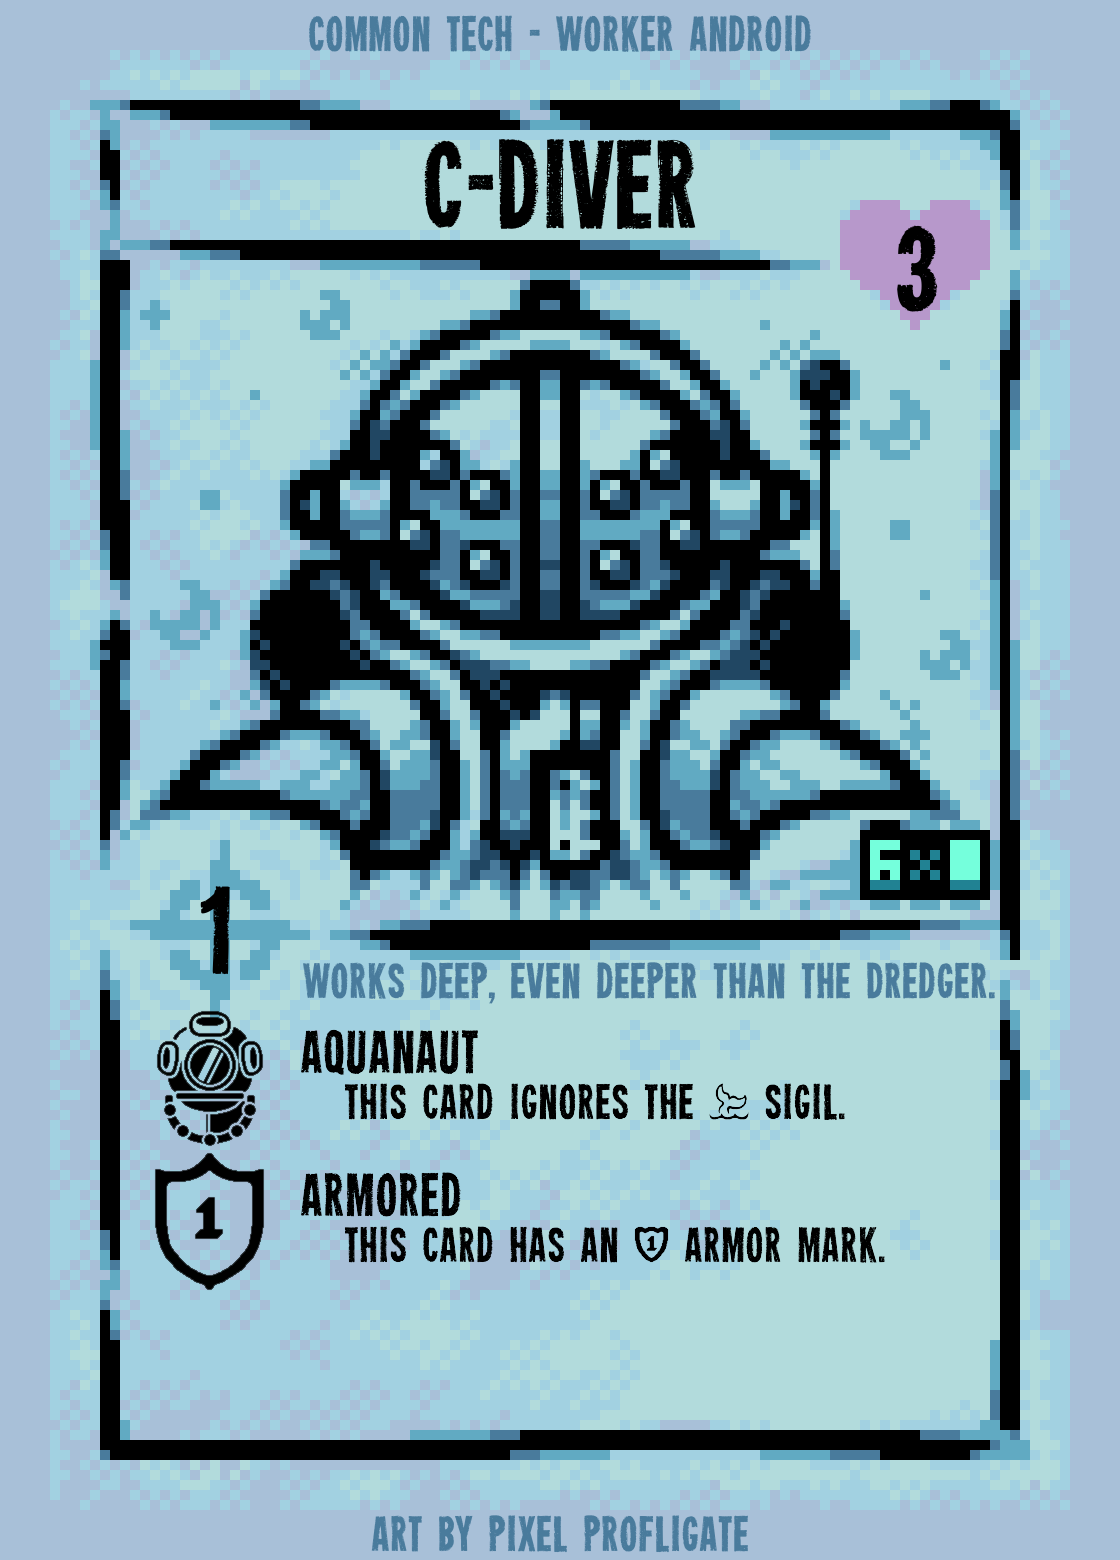 COMMON TECH - WORKER ANDROID
C-DIVER
3
6
1
WORKS DEEP, EVEN DEEPER THAN THE DREDGER.
AQUANAUT
THIS CARD IGNORES THE SIGIL.
1
ARMORED
THIS CARD HAS AN 1 ARMOR MARK.
ART BY PIXEL PROFLIGATE